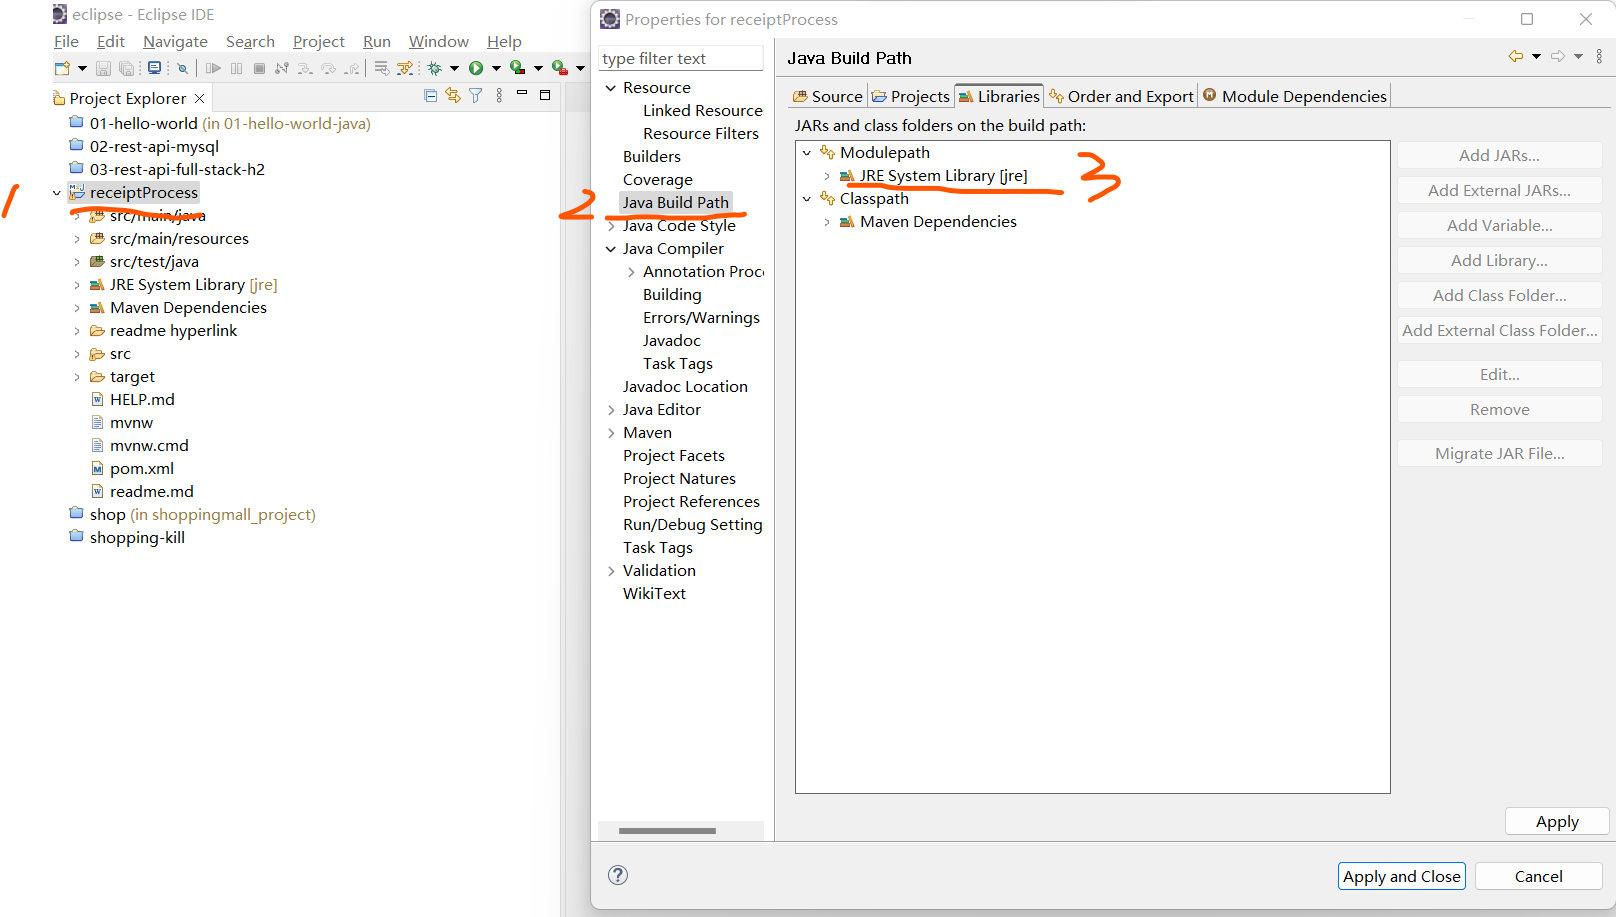 eclipse - Eclipse IDE
File Edit Navigate Search Project Run Window Help
Project Explorer
01-hello-world (in 01-hello-world-java)
02-rest-api-mysql
03-rest-api-full-stack-h2
1
receiptProcess
src/main/java
src/main/resources
src/test/java
JRE System Library [jre]
Maven Dependencies
readme hyperlink
src
target
HELP.md
mvnw
mvnw.cmd
pom.xml
readme.md
shop (in shoppingmall_project)
shopping-kill
Properties for receiptProcess
type filter text
Resource
Linked Resource
Resource Filters
Builders
Coverage
2
Java Build Path
Java Code Style
Java Compiler
Annotation Proc
Building
Errors/Warnings
Javadoc
Task Tags
Javadoc Location
Java Editor
Maven
Project Facets
Project Natures
Project References
Run/Debug Setting
Task Tags
Validation
WikiText
Java Build Path
Source Projects Libraries Order and Export Module Dependencies
JARs and class folders on the build path:
Modulepath
JRE System Library [jre]
3
Classpath
Maven Dependencies
Add JARs...
Add External JARs...
Add Variable...
Add Library...
Add Class Folder...
Add External Class Folder...
Edit...
Remove
Migrate JAR File...
Apply
?
Apply and Close
Cancel